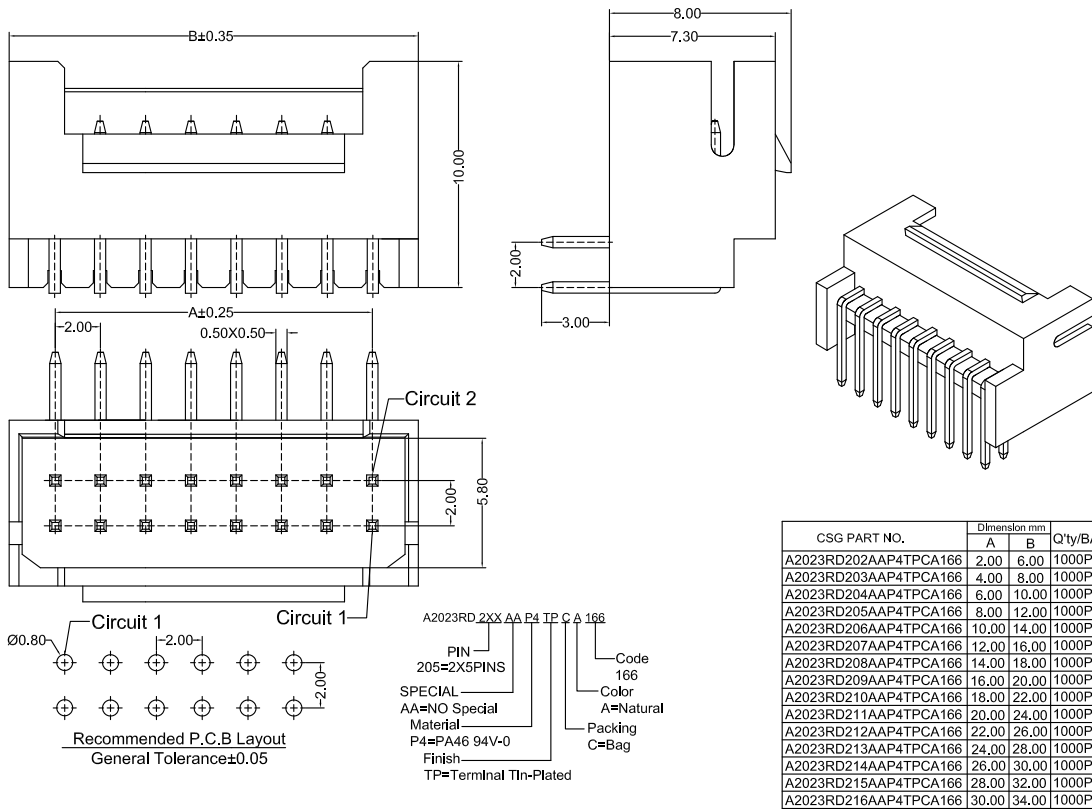 B±0.35
10.00
8.00
7.30
2.00
3.00
A±0.25
2.00
0.50X0.50
Circuit 2
2.00
5.80
Circuit 1
Circuit 1
Ø0.80
2.00
2.00
Recommended P.C.B Layout
General Tolerance±0.05
A2023RD 2XX AA P4 TP C A 166
PIN
205=2X5PINS
SPECIAL
AA=NO Special
Material
P4=PA46 94V-0
Finish
TP=Terminal Tin-Plated
Code
166
Color
A=Natural
Packing
C=Bag
CSG PART NO. Dimension mm Q'ty/BA
A B
A2023RD202AAP4TPCA166 2.00 6.00 1000P
A2023RD203AAP4TPCA166 4.00 8.00 1000P
A2023RD204AAP4TPCA166 6.00 10.00 1000P
A2023RD205AAP4TPCA166 8.00 12.00 1000P
A2023RD206AAP4TPCA166 10.00 14.00 1000P
A2023RD207AAP4TPCA166 12.00 16.00 1000P
A2023RD208AAP4TPCA166 14.00 18.00 1000P
A2023RD209AAP4TPCA166 16.00 20.00 1000P
A2023RD210AAP4TPCA166 18.00 22.00 1000P
A2023RD211AAP4TPCA166 20.00 24.00 1000P
A2023RD212AAP4TPCA166 22.00 26.00 1000P
A2023RD213AAP4TPCA166 24.00 28.00 1000P
A2023RD214AAP4TPCA166 26.00 30.00 1000P
A2023RD215AAP4TPCA166 28.00 32.00 1000P
A2023RD216AAP4TPCA166 30.00 34.00 1000P